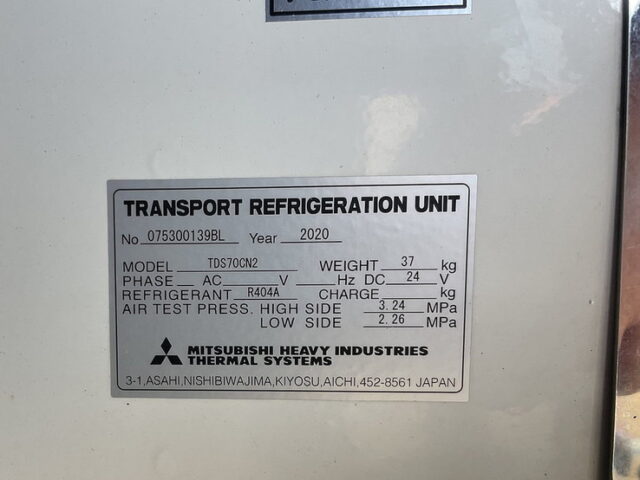 TRANSPORT REFRIGERATION UNIT
No 075300139BL Year 2020
MODEL TDS70CN2 WEIGHT 37 kg
PHASE AC V Hz DC 24 V
REFRIGERANT R404A CHARGE kg
AIR TEST PRESS. HIGH SIDE 3.24 MPa
LOW SIDE 2.26 MPa
MITSUBISHI HEAVY INDUSTRIES
THERMAL SYSTEMS
3-1,ASAHI,NISHIBIWAJIMA,KIYOSU,AICHI,452-8561 JAPAN